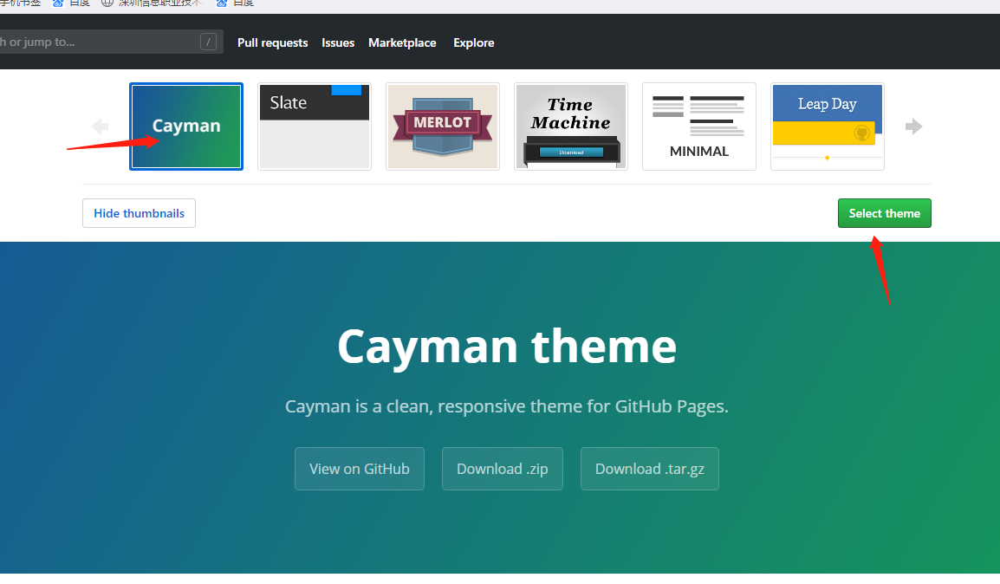 手机书签 百度 深圳信息职业技术 百度
h or jump to... / Pull requests Issues Marketplace Explore
Cayman
Slate
MERLOT
Time
Machine
Download
MINIMAL
Leap Day
Hide thumbnails
Select theme
Cayman theme
Cayman is a clean, responsive theme for GitHub Pages.
View on GitHub Download .zip Download .tar.gz